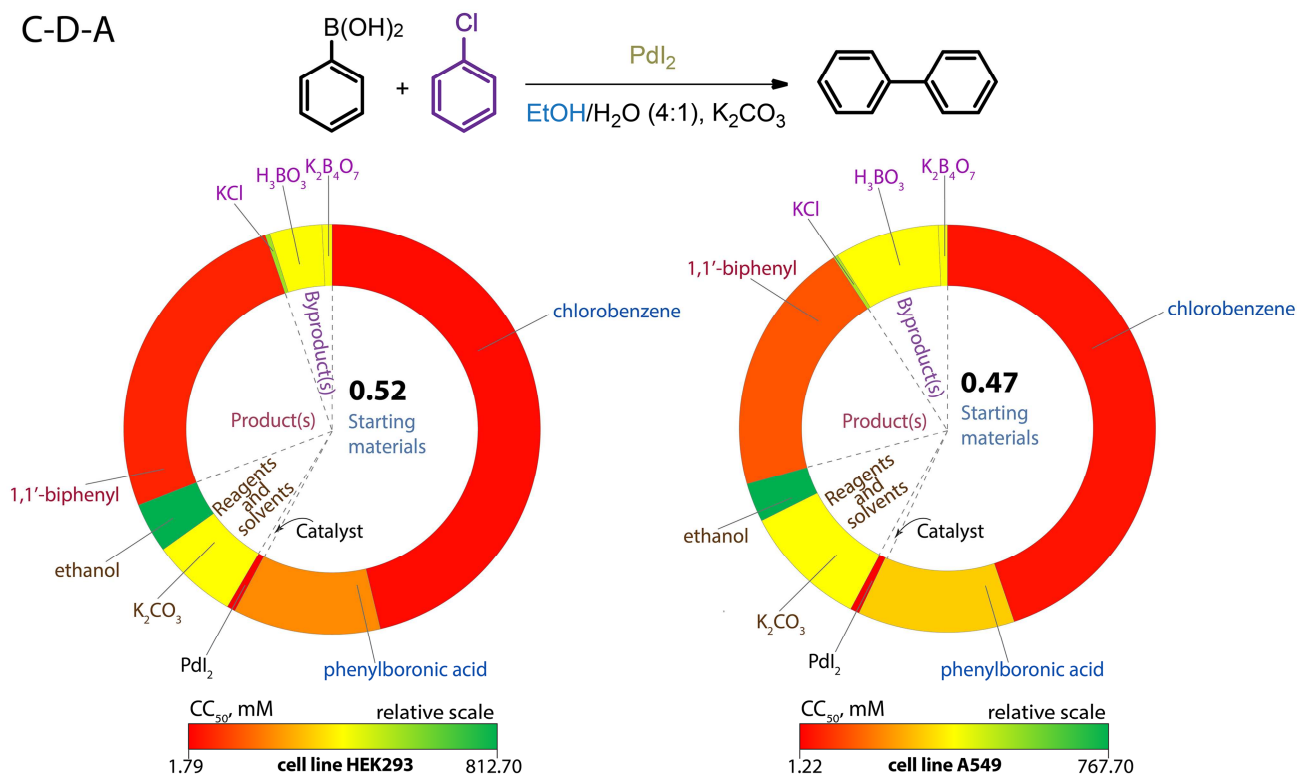 C-D-A
B(OH)₂
Cl
+
PdI₂
EtOH/H₂O (4:1), K₂CO₃
KCl
H₃BO₃
K₂B₄O₇
1,1′-biphenyl
chlorobenzene
Byproduct(s)
0.52
Product(s)
Starting
materials
Reagents
and
solvents
Catalyst
ethanol
K₂CO₃
PdI₂
phenylboronic acid
CC₅₀, mM
relative scale
1.79
cell line HEK293
812.70
KCl
H₃BO₃
K₂B₄O₇
1,1′-biphenyl
chlorobenzene
Byproduct(s)
0.47
Product(s)
Starting
materials
Reagents
and
solvents
Catalyst
ethanol
K₂CO₃
PdI₂
phenylboronic acid
CC₅₀, mM
relative scale
1.22
cell line A549
767.70